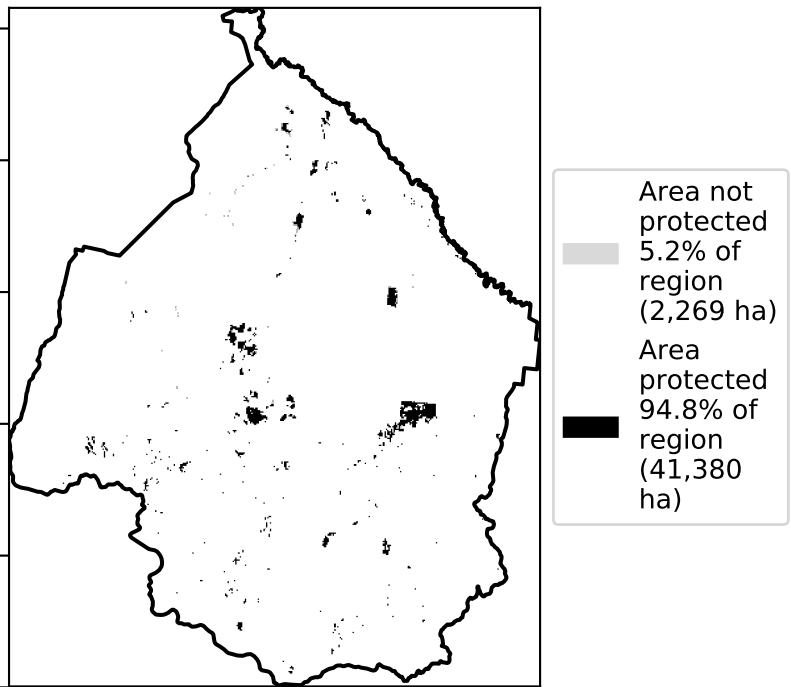 Area not
protected
5.2% of
region
(2,269 ha)
Area
protected
94.8% of
region
(41,380
ha)